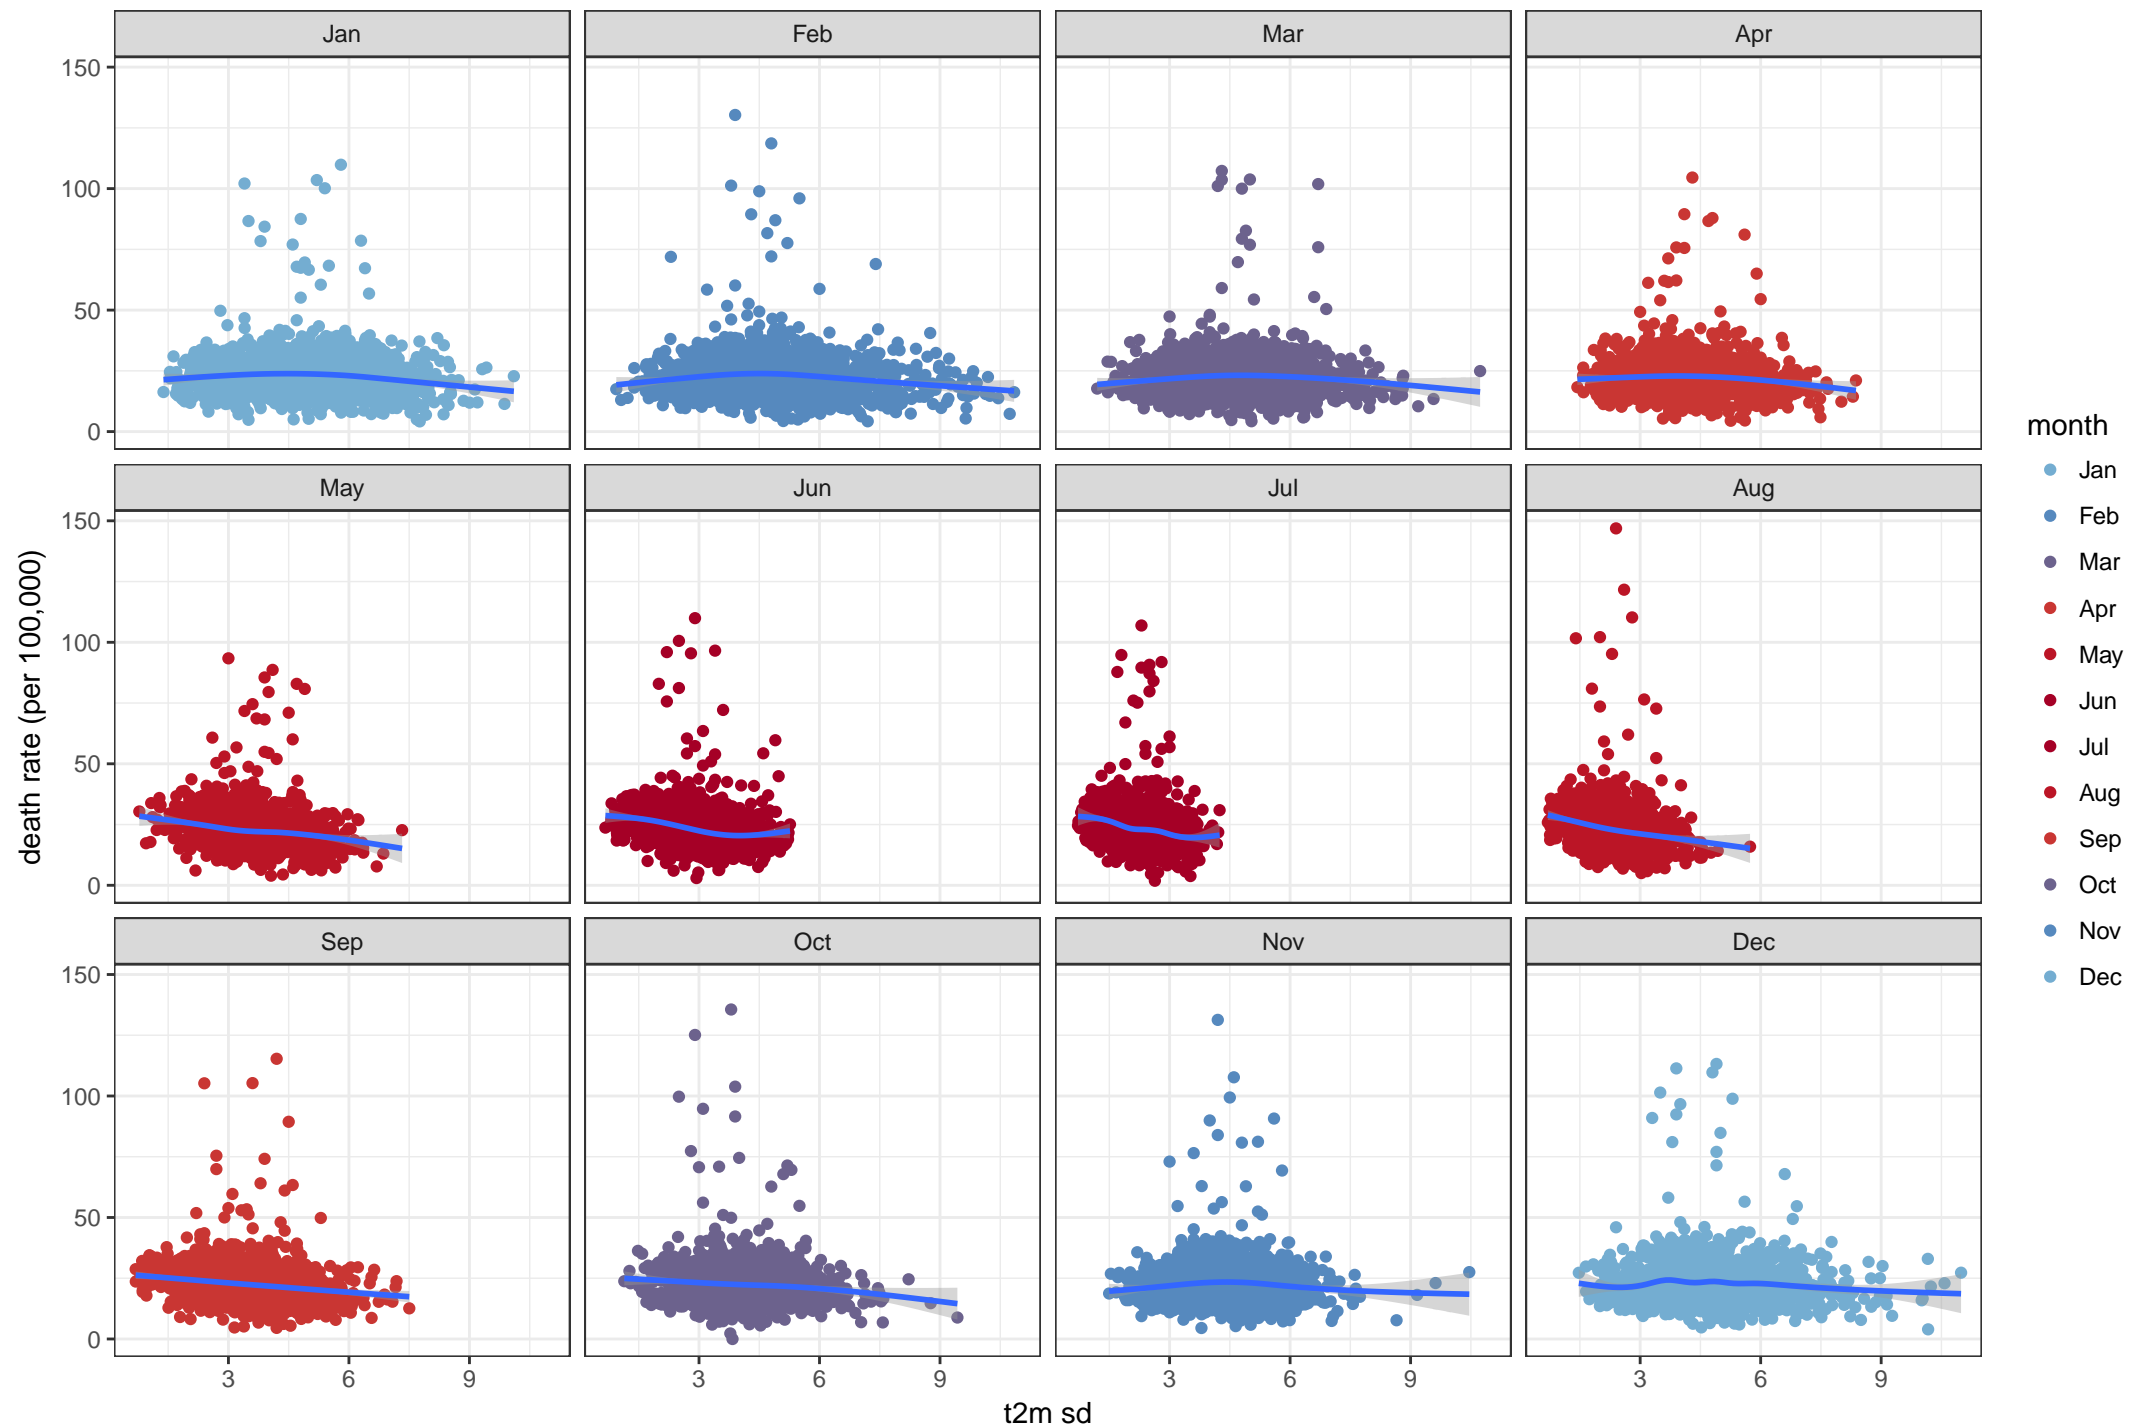 Jan Feb Mar Apr
150
100
50
0
May Jun Jul Aug
150
100
50
0
Sep Oct Nov Dec
150
100
50
0
3 6 9 3 6 9 3 6 9 3 6 9
t2m sd
death rate (per 100,000)
month
Jan
Feb
Mar
Apr
May
Jun
Jul
Aug
Sep
Oct
Nov
Dec